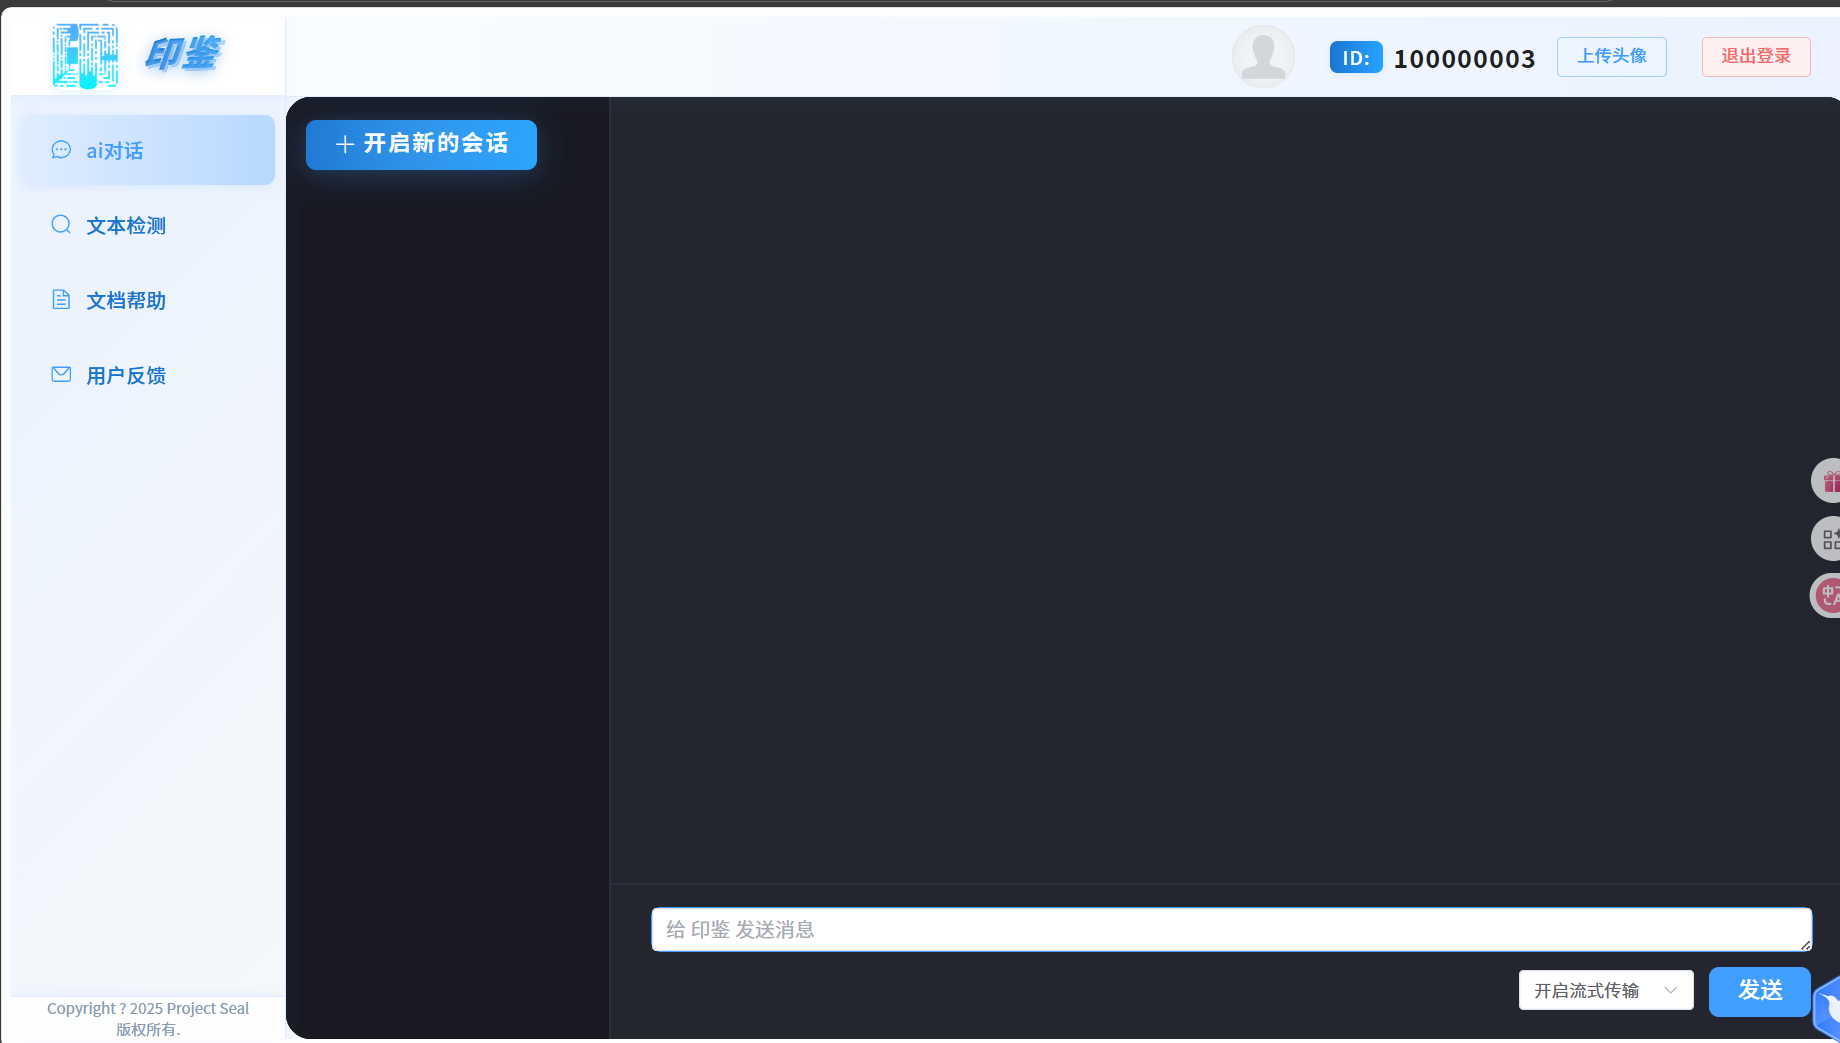 印鉴
ID: 100000003
上传头像
退出登录
ai对话
文本检测
文档帮助
用户反馈
开启新的会话
给 印鉴 发送消息
开启流式传输
发送
Copyright ? 2025 Project Seal
版权所有.